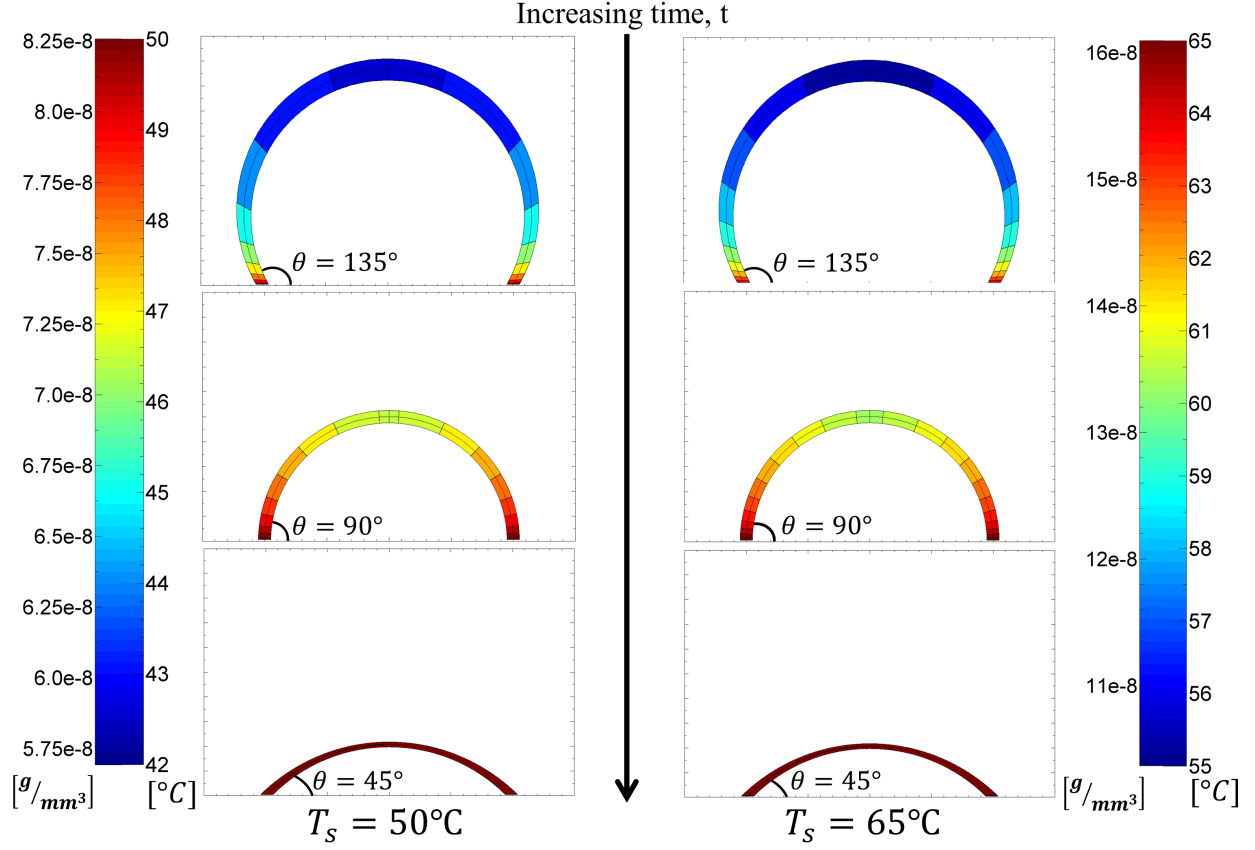 Increasing time, t
8.25e-8
8.0e-8
7.75e-8
7.5e-8
7.25e-8
7.0e-8
6.75e-8
6.5e-8
6.25e-8
6.0e-8
5.75e-8
[g/mm³]
50
49
48
47
46
45
44
43
42
[°C]
θ = 135°
θ = 90°
θ = 45°
Tₛ = 50°C
θ = 135°
θ = 90°
θ = 45°
Tₛ = 65°C
16e-8
15e-8
14e-8
13e-8
12e-8
11e-8
[g/mm³]
65
64
63
62
61
60
59
58
57
56
55
[°C]